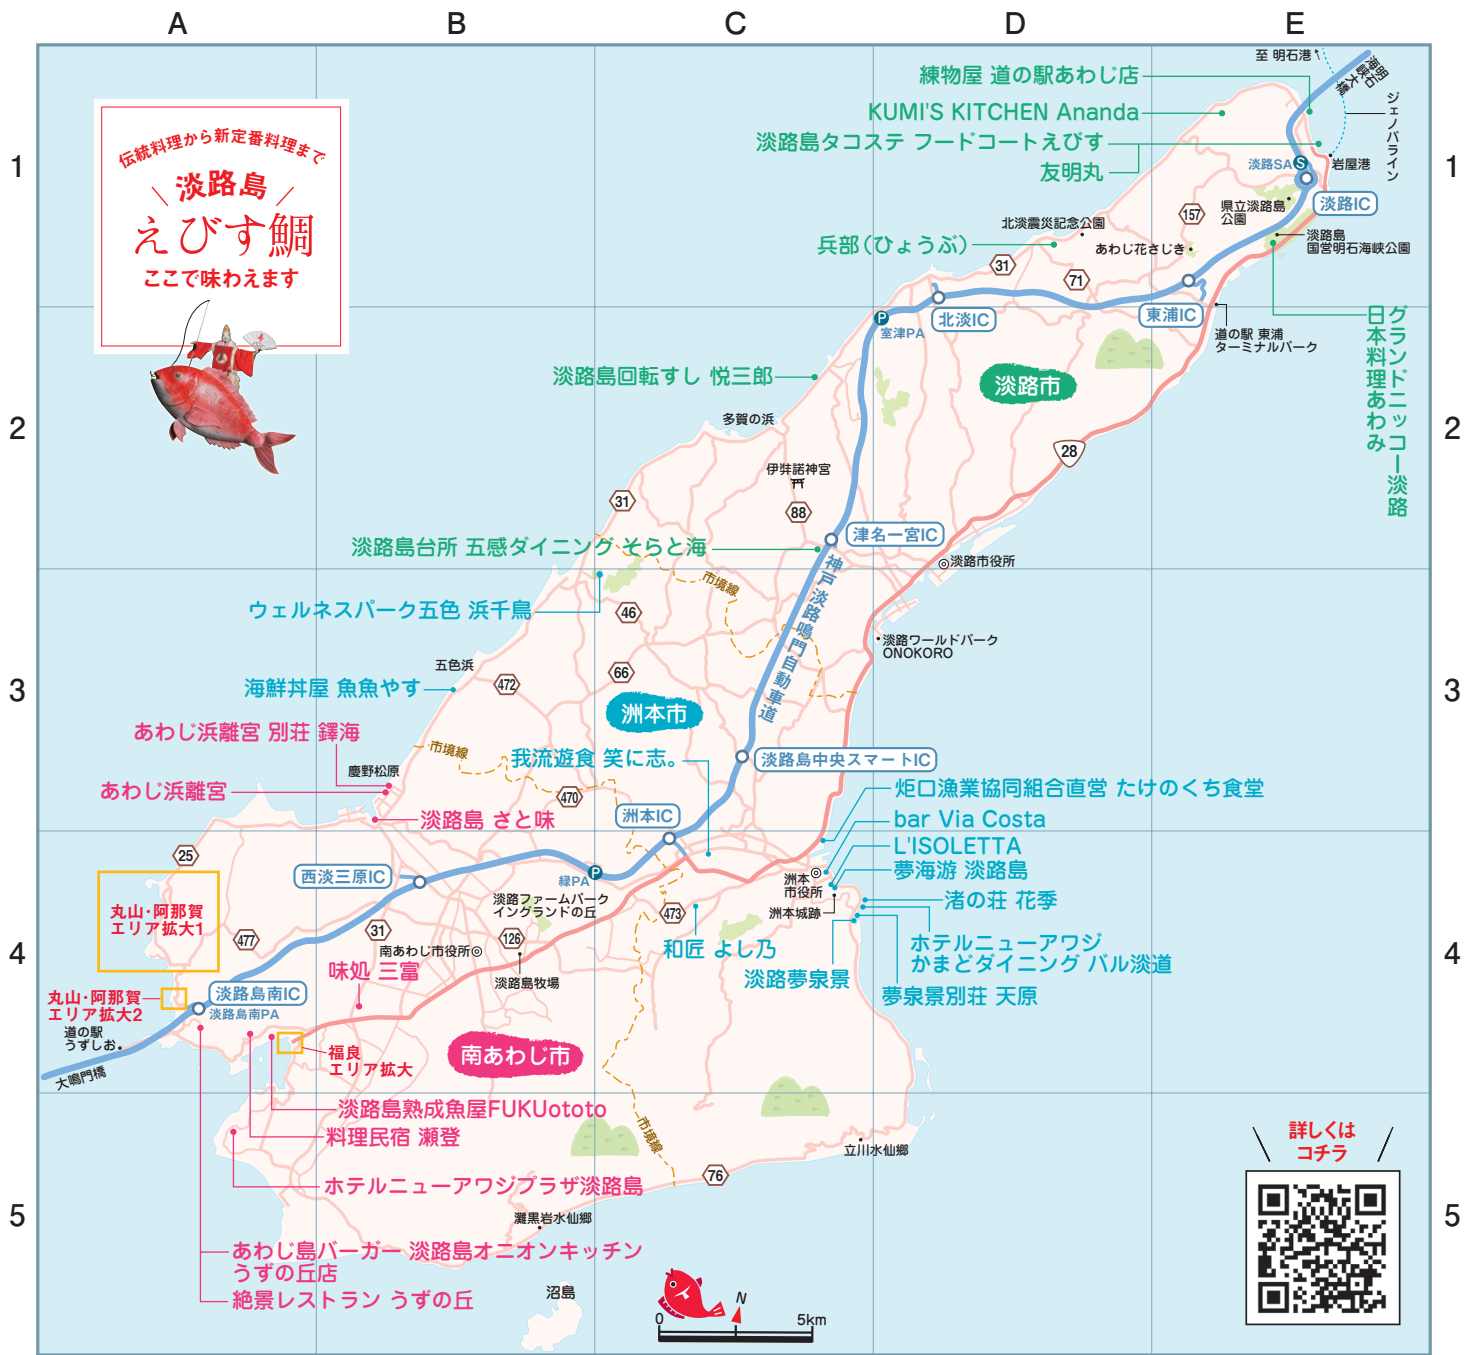 A B C D E
1
2
3
4
5
1
2
3
4
5
伝統料理から新定番料理まで
淡路島
えびす鯛
ここで味わえます
練物屋 道の駅あわじ店
KUMI'S KITCHEN Ananda
淡路島タコステ フードコートえびす
友明丸
兵部(ひょうぶ)
至 明石港
明石
海峡大橋
ジェノバライン
淡路SA
S
岩屋港
淡路IC
県立淡路島
公園
淡路島
国営明石海峡公園
北淡震災記念公園
あわじ花さじき
157
31
71
北淡IC
東浦IC
道の駅 東浦
ターミナルパーク
グランドニッコー淡路
日本料理あわみ
P
室津PA
淡路市
淡路島回転すし 悦三郎
多賀の浜
伊弉諾神宮
28
31
88
津名一宮IC
淡路島台所 五感ダイニング そらと海
淡路市役所
市境線
神戸淡路鳴門自動車道
ウェルネスパーク五色 浜千鳥
46
淡路ワールドパーク
ONOKORO
五色浜
66
472
海鮮丼屋 魚魚やす
洲本市
あわじ浜離宮 別荘 鐸海
市境線
我流遊食 笑に志。
淡路島中央スマートIC
慶野松原
あわじ浜離宮
470
炬口漁業協同組合直営 たけのくち食堂
淡路島 さと味
洲本IC
bar Via Costa
L'ISOLETTA
夢海游 淡路島
25
西淡三原IC
P
緑PA
洲本
市役所
淡路ファームパーク
イングランドの丘
渚の荘 花季
洲本城跡
丸山・阿那賀
エリア拡大1
473
31
126
477
南あわじ市役所
和匠 よし乃
ホテルニューアワジ
かまどダイニング バル淡道
味処 三富
淡路夢泉景
淡路島牧場
夢泉景別荘 天原
丸山・阿那賀
エリア拡大2
淡路島南IC
淡路島南PA
道の駅
うずしお
大鳴門橋
福良
エリア拡大
南あわじ市
淡路島熟成魚屋FUKUototo
料理民宿 瀬登
市境線
立川水仙郷
76
ホテルニューアワジプラザ淡路島
灘黒岩水仙郷
あわじ島バーガー 淡路島オニオンキッチン
うずの丘店
絶景レストラン うずの丘
沼島
N
0
5km
詳しくは
コチラ